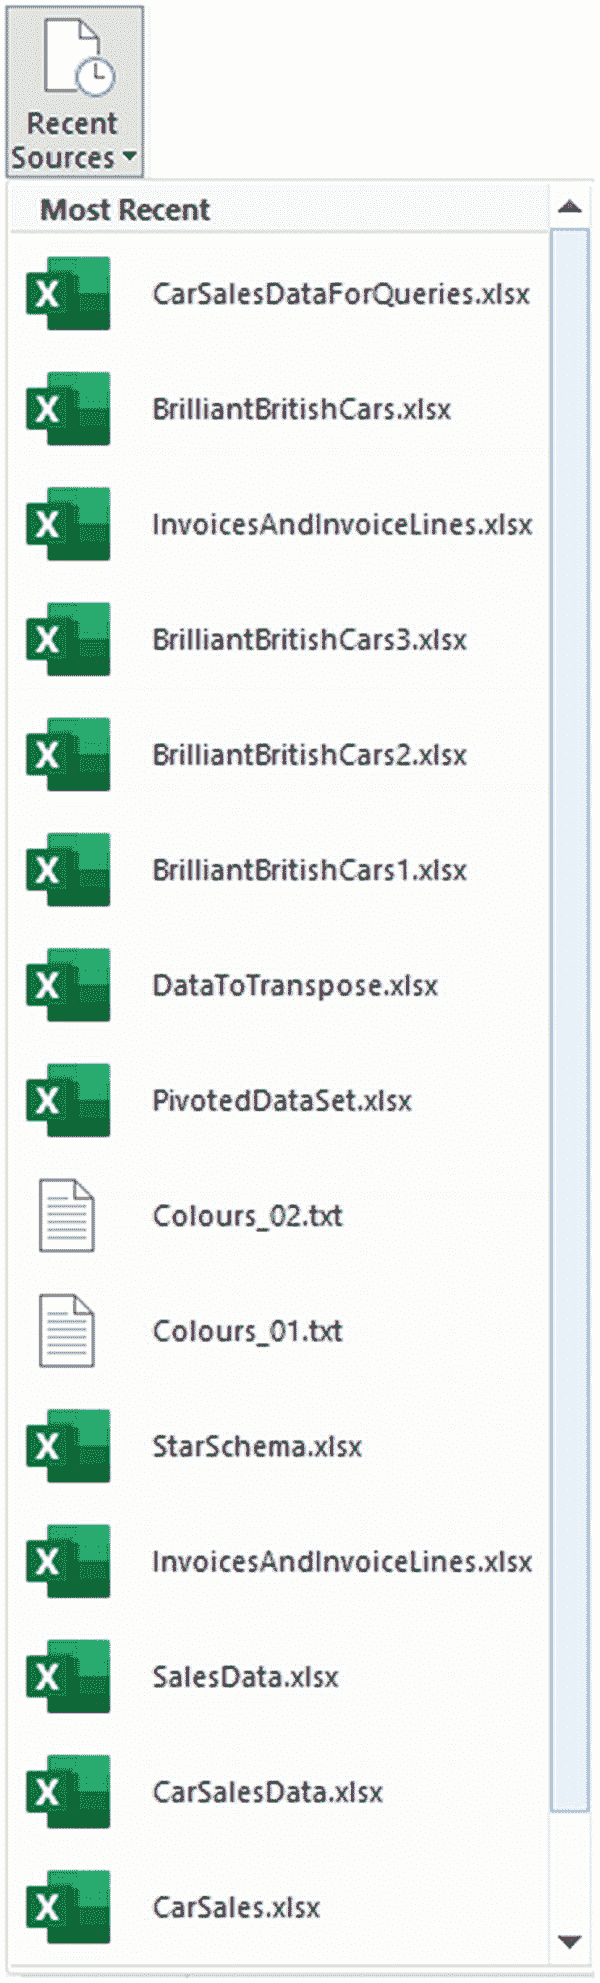 Recent
Sources
Most Recent
CarSalesDataForQueries.xlsx
BrilliantBritishCars.xlsx
InvoicesAndInvoiceLines.xlsx
BrilliantBritishCars3.xlsx
BrilliantBritishCars2.xlsx
BrilliantBritishCars1.xlsx
DataToTranspose.xlsx
PivotedDataSet.xlsx
Colours_02.txt
Colours_01.txt
StarSchema.xlsx
InvoicesAndInvoiceLines.xlsx
SalesData.xlsx
CarSalesData.xlsx
CarSales.xlsx